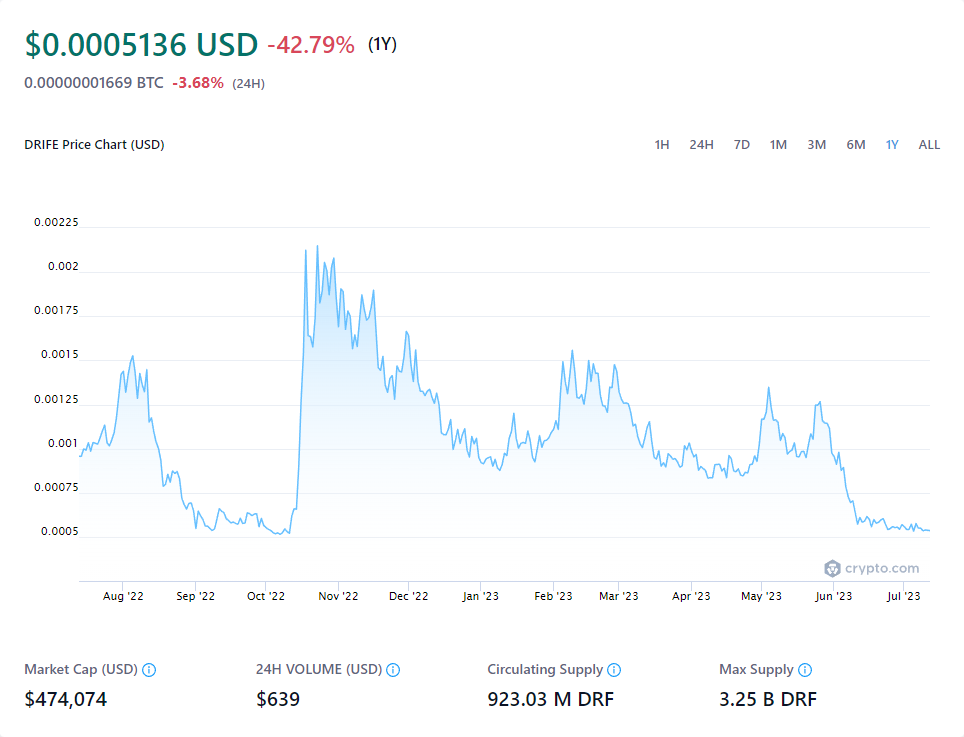 $0.0005136 USD -42.79% (1Y)
0.00000001669 BTC -3.68% (24H)
DRIFE Price Chart (USD) 1H 24H 7D 1M 3M 6M 1Y ALL
0.00225
0.002
0.00175
0.0015
0.00125
0.001
0.00075
0.0005
crypto.com
Aug '22 Sep '22 Oct '22 Nov '22 Dec '22 Jan '23 Feb '23 Mar '23 Apr '23 May '23 Jun '23 Jul '23
Market Cap (USD) 24H VOLUME (USD) Circulating Supply Max Supply
$474,074 $639 923.03 M DRF 3.25 B DRF